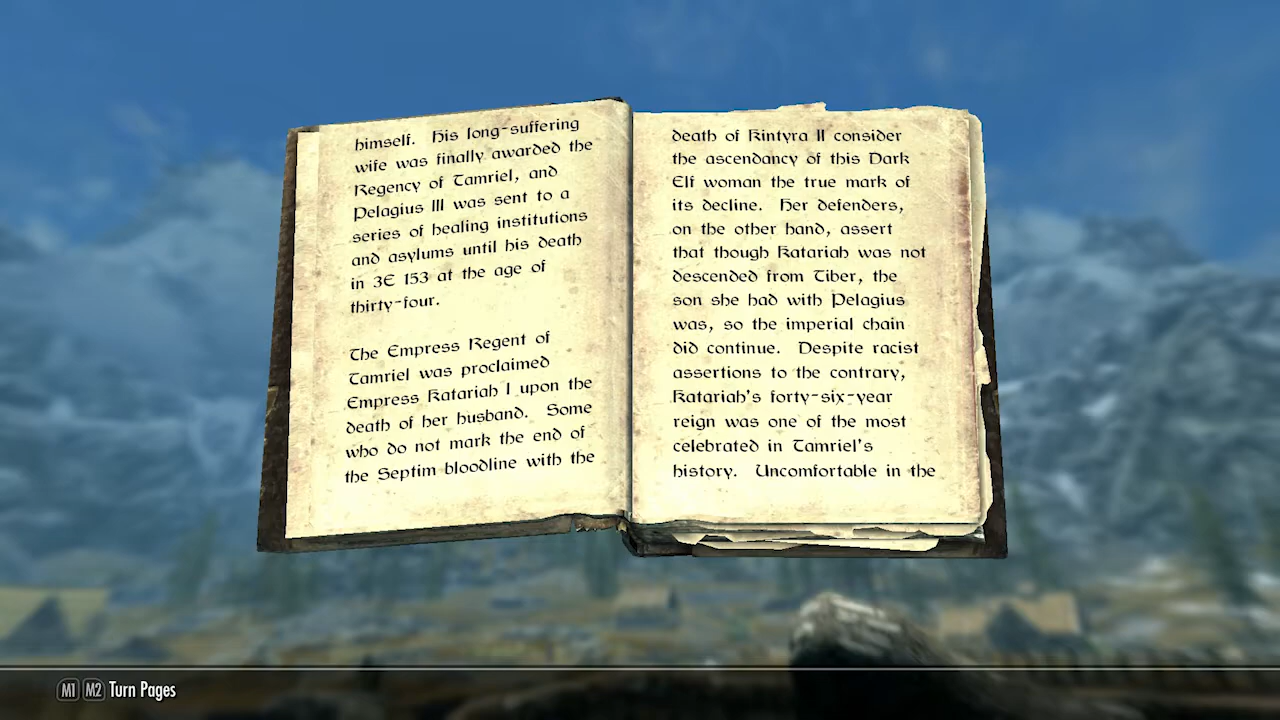 himself.  His long-suffering
wife was finally awarded the
Regency of Tamriel, and
Pelagius III was sent to a
series of healing institutions
and asylums until his death
in 3E 153 at the age of
thirty-four.
The Empress Regent of
Tamriel was proclaimed
Empress Katariah I upon the
death of her husband.  Some
who do not mark the end of
the Septim bloodline with the
death of Kintyra II consider
the ascendancy of this Dark
Elf woman the true mark of
its decline.  Her defenders,
on the other hand, assert
that though Katariah was not
descended from Tiber, the
son she had with Pelagius
was, so the imperial chain
did continue.  Despite racist
assertions to the contrary,
Katariah's forty-six-year
reign was one of the most
celebrated in Tamriel's
history.  Uncomfortable in the
M1 M2 Turn Pages